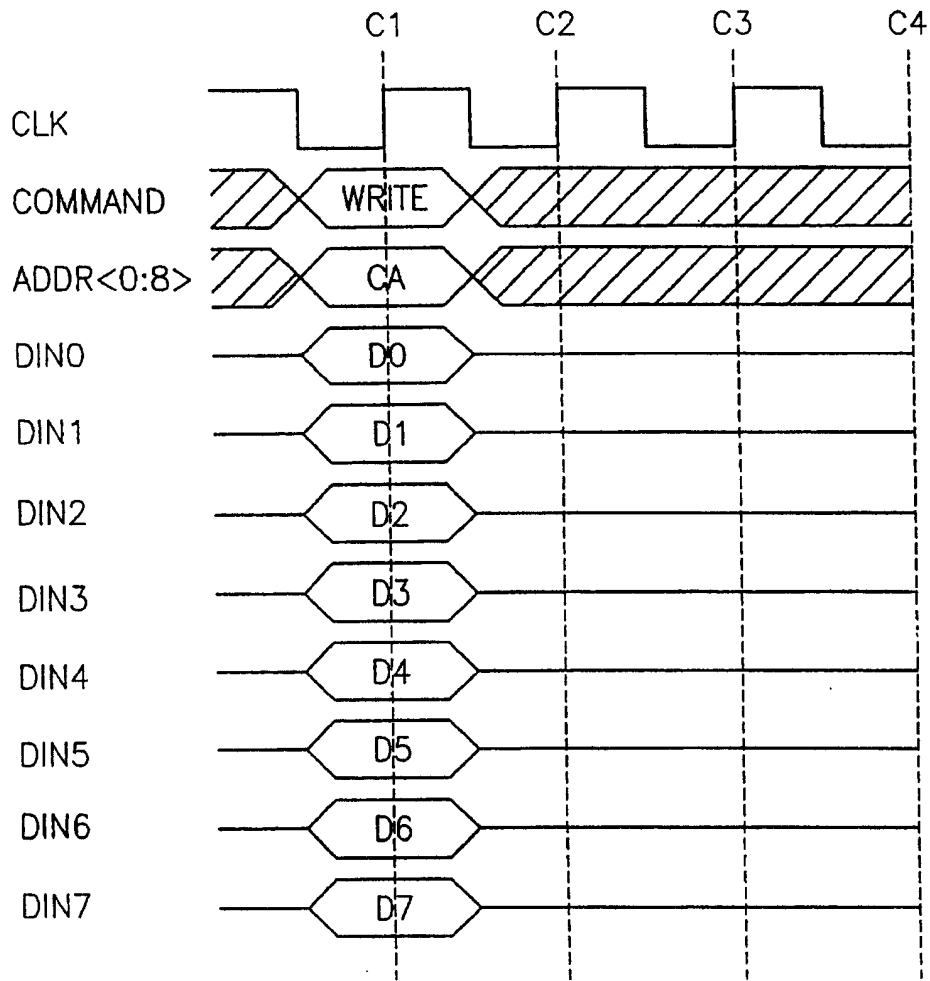 C1 C2 C3 C4
CLK
COMMAND WRITE
ADDR<0:8> CA
DIN0 D0
DIN1 D1
DIN2 D2
DIN3 D3
DIN4 D4
DIN5 D5
DIN6 D6
DIN7 D7